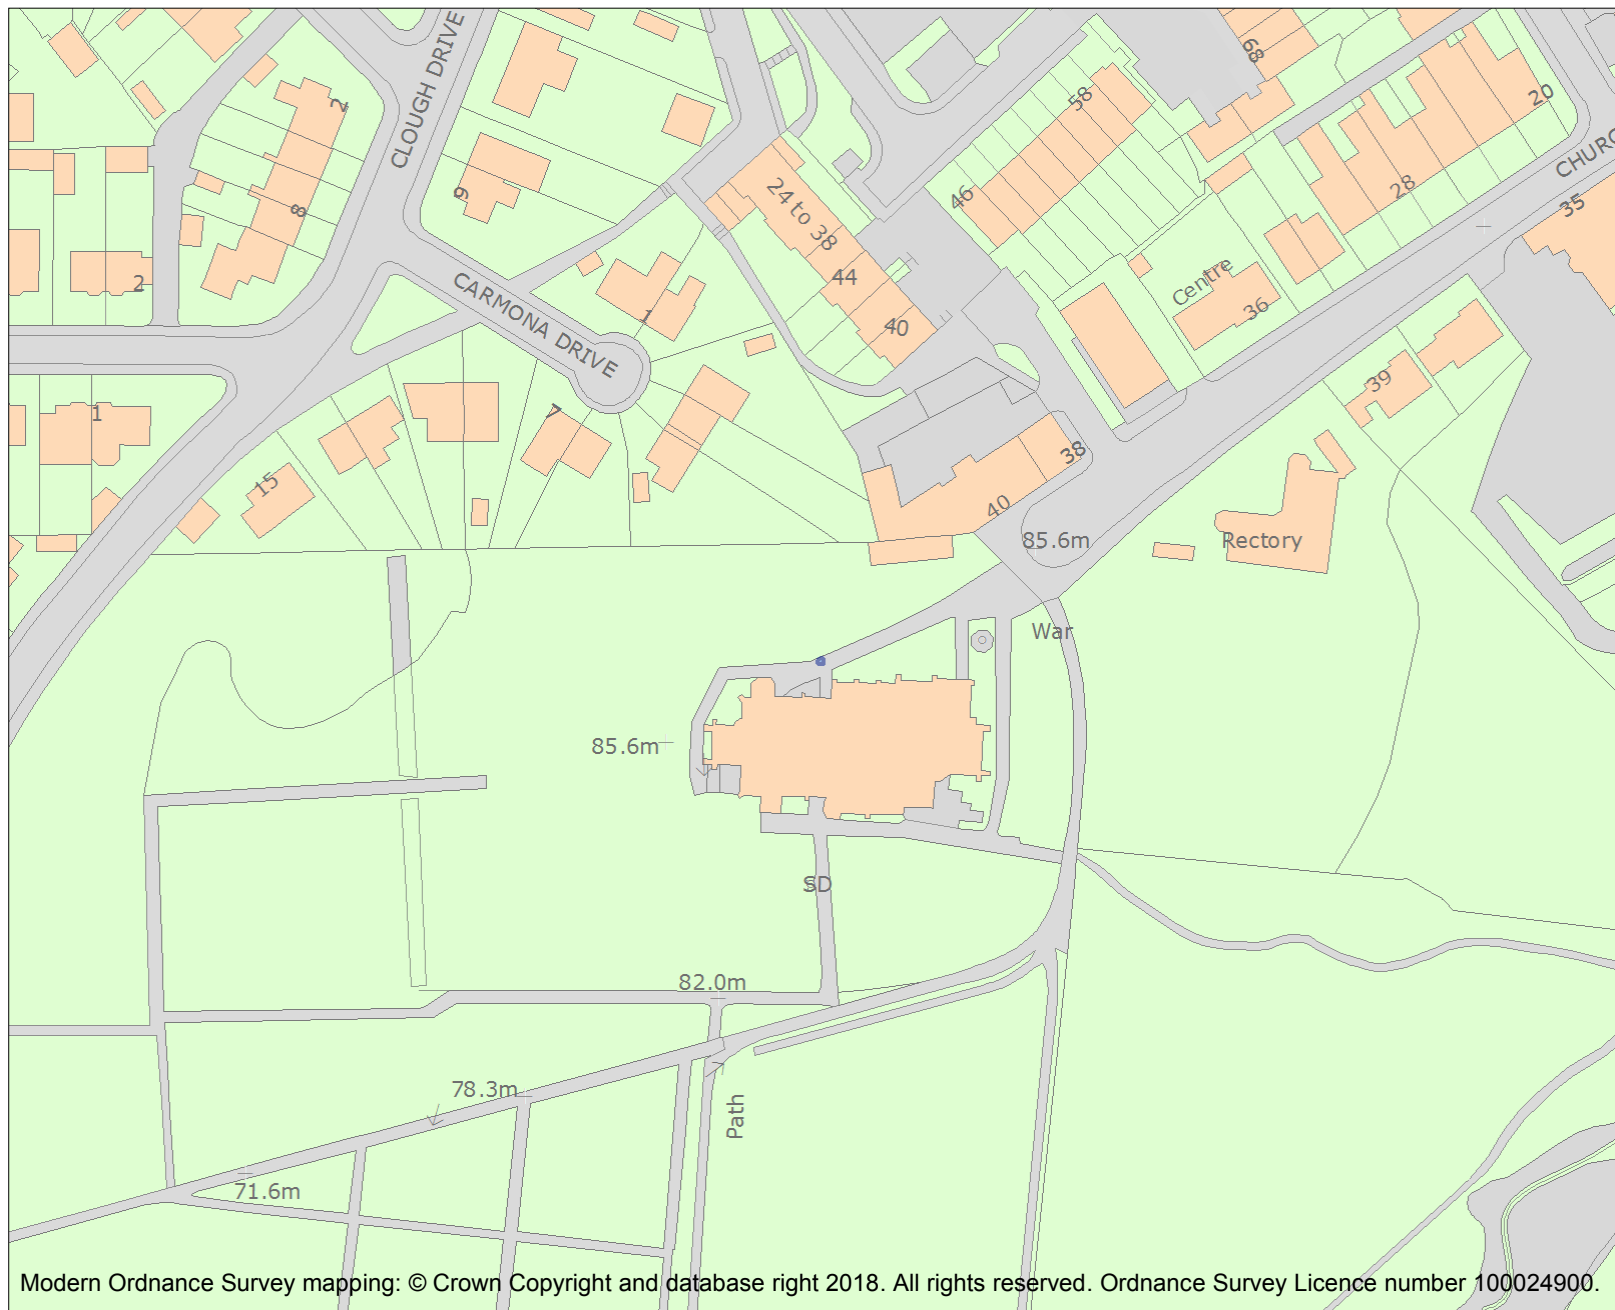 CLOUGH DRIVE
2
8
9
68
58
20
CHURC
28
35
46
24 to 38
44
40
Centre
36
2
CARMONA DRIVE
1
39
1
7
15
38
40
85.6m
Rectory
War
85.6m
SD
82.0m
78.3m
Path
71.6m
Modern Ordnance Survey mapping: © Crown Copyright and database right 2018. All rights reserved. Ordnance Survey Licence number 100024900.